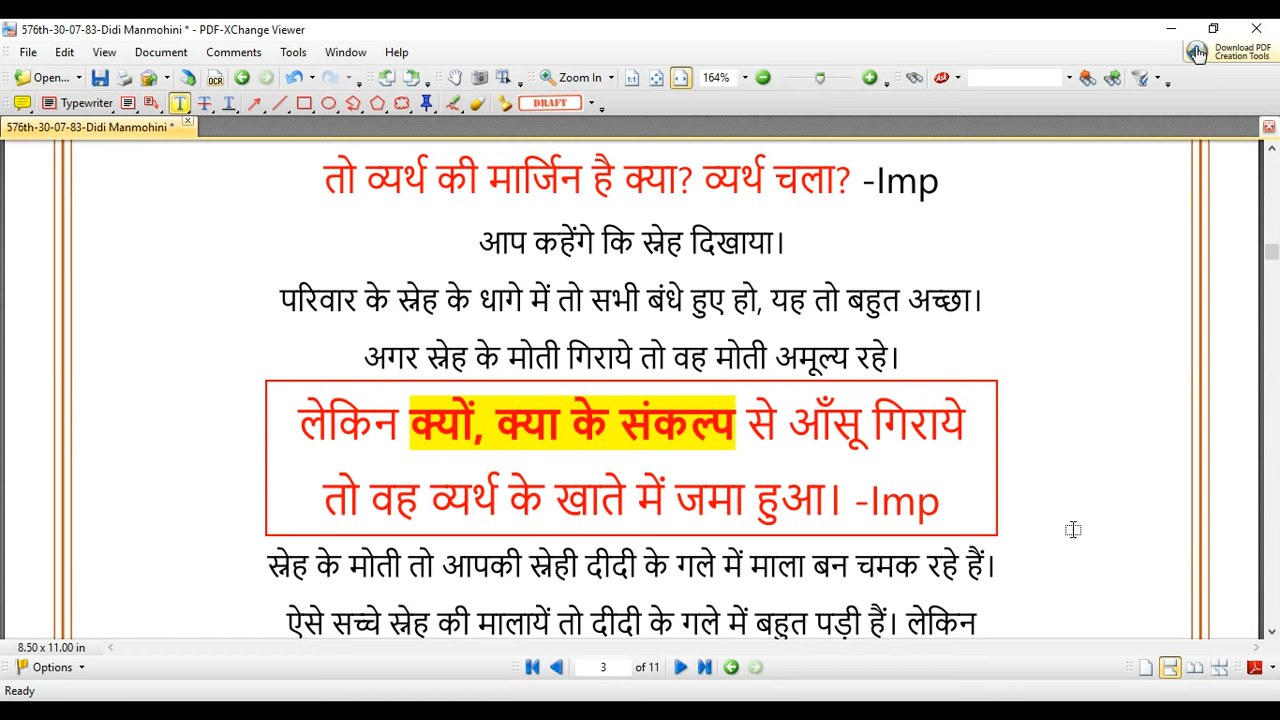 576th-30-07-83-Didi Manmohini * - PDF-XChange Viewer
File Edit View Document Comments Tools Window Help
Download PDF
Creation Tools
Open... OCR Zoom In 164%
Typewriter DRAFT
576th-30-07-83-Didi Manmohini *
तो व्यर्थ की मार्जिन है क्या? व्यर्थ चला? -Imp
आप कहेंगे कि स्नेह दिखाया।
परिवार के स्नेह के धागे में तो सभी बंधे हुए हो, यह तो बहुत अच्छा।
अगर स्नेह के मोती गिराये तो वह मोती अमूल्य रहे।
लेकिन क्यों, क्या के संकल्प से आँसू गिराये
तो वह व्यर्थ के खाते में जमा हुआ। -Imp
स्नेह के मोती तो आपकी स्नेही दीदी के गले में माला बन चमक रहे हैं।
ऐसे सच्चे स्नेह की मालायें तो दीदी के गले में बहुत पड़ी हैं। लेकिन
8.50 x 11.00 in
Options 3 of 11
Ready